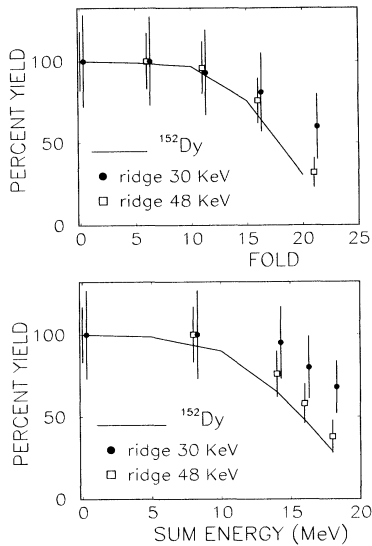 PERCENT YIELD
100
50
0
152Dy
ridge 30 KeV
ridge 48 KeV
0 5 10 15 20 25
FOLD
PERCENT YIELD
100
50
0
152Dy
ridge 30 KeV
ridge 48 KeV
0 5 10 15 20
SUM ENERGY (MeV)